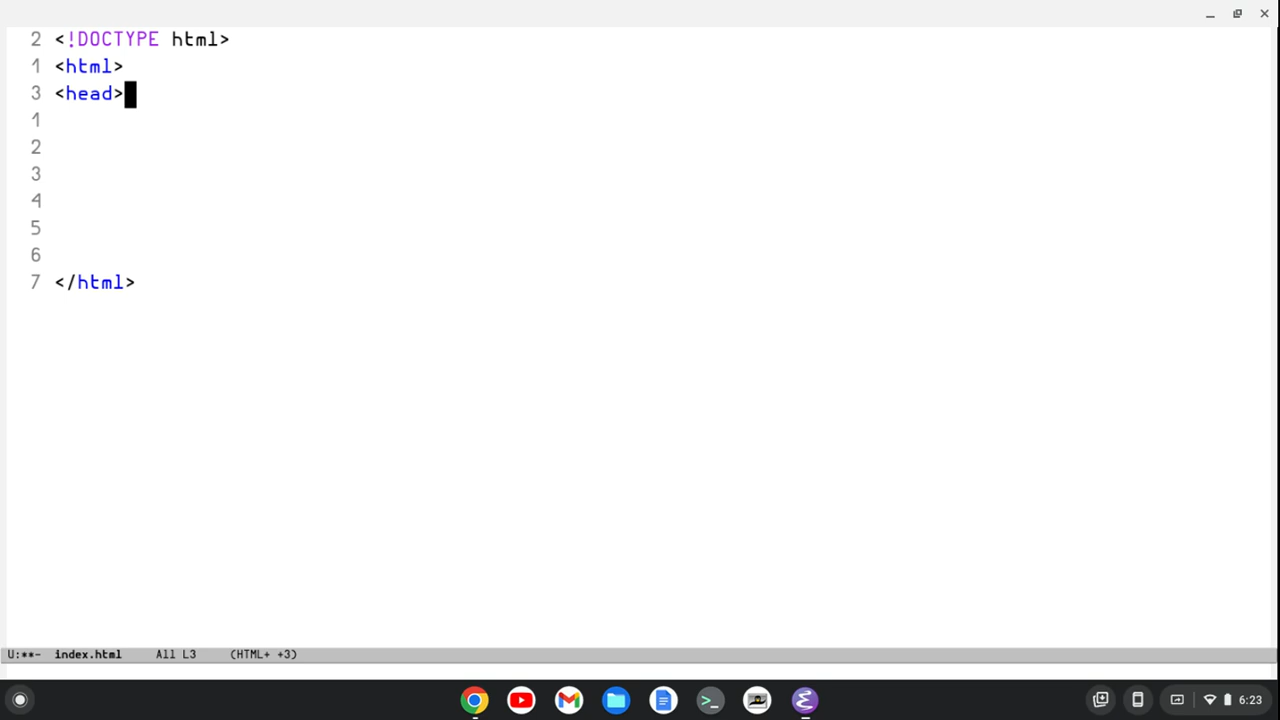 2 <!DOCTYPE html>
1 <html>
3 <head>
1
2
3
4
5
6
7 </html>
U:**- index.html All L3 (HTML+ +3)
6:23